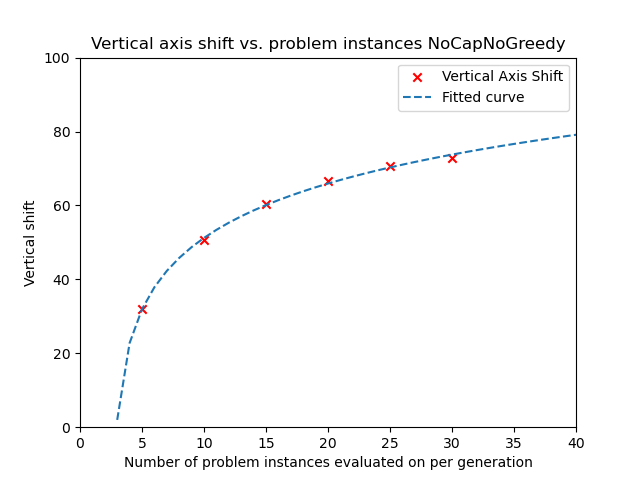 Vertical axis shift vs. problem instances NoCapNoGreedy
100
80
60
40
20
0
Vertical shift
Vertical Axis Shift
Fitted curve
0 5 10 15 20 25 30 35 40
Number of problem instances evaluated on per generation